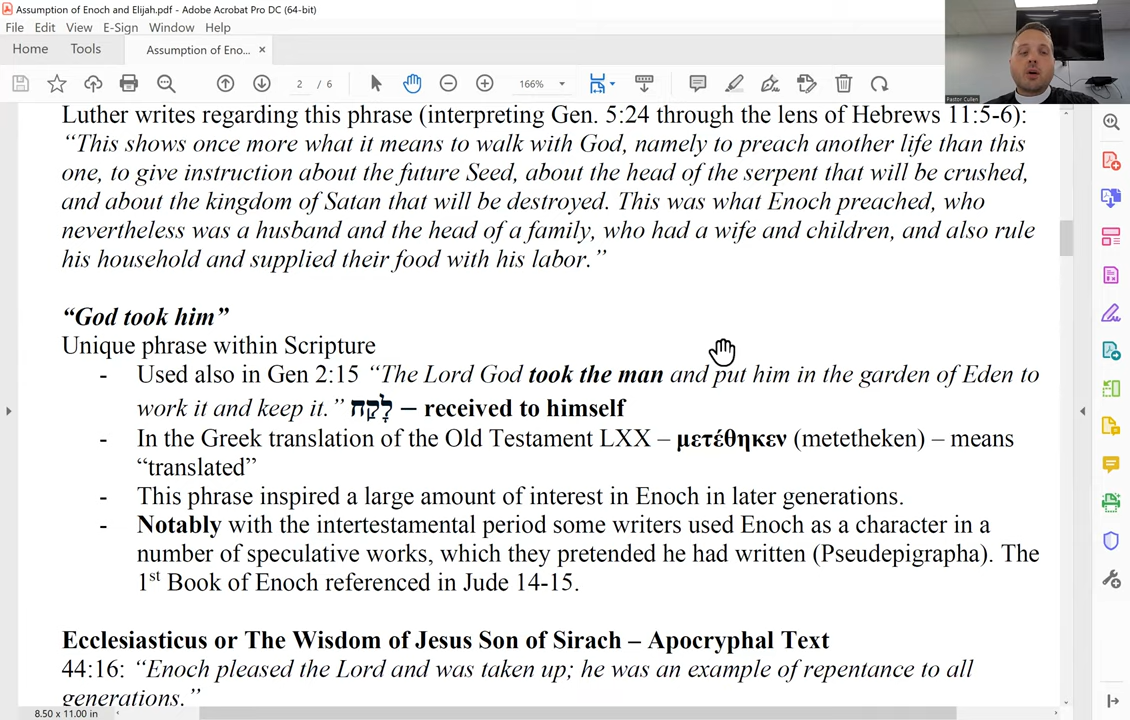 Assumption of Enoch and Elijah.pdf - Adobe Acrobat Pro DC (64-bit)
File Edit View E-Sign Window Help
Home Tools Assumption of Eno... ×
2 / 6 166%
Pastor Cullen
Luther writes regarding this phrase (interpreting Gen. 5:24 through the lens of Hebrews 11:5-6):
“This shows once more what it means to walk with God, namely to preach another life than this
one, to give instruction about the future Seed, about the head of the serpent that will be crushed,
and about the kingdom of Satan that will be destroyed. This was what Enoch preached, who
nevertheless was a husband and the head of a family, who had a wife and children, and also rule
his household and supplied their food with his labor.”
“God took him”
Unique phrase within Scripture
- Used also in Gen 2:15 “The Lord God took the man and put him in the garden of Eden to
work it and keep it.” לָקַח – received to himself
- In the Greek translation of the Old Testament LXX – μετέθηκεν (metetheken) – means
“translated”
- This phrase inspired a large amount of interest in Enoch in later generations.
- Notably with the intertestamental period some writers used Enoch as a character in a
number of speculative works, which they pretended he had written (Pseudepigrapha). The
1st Book of Enoch referenced in Jude 14-15.
Ecclesiasticus or The Wisdom of Jesus Son of Sirach – Apocryphal Text
44:16: “Enoch pleased the Lord and was taken up; he was an example of repentance to all
generations.”
8.50 x 11.00 in